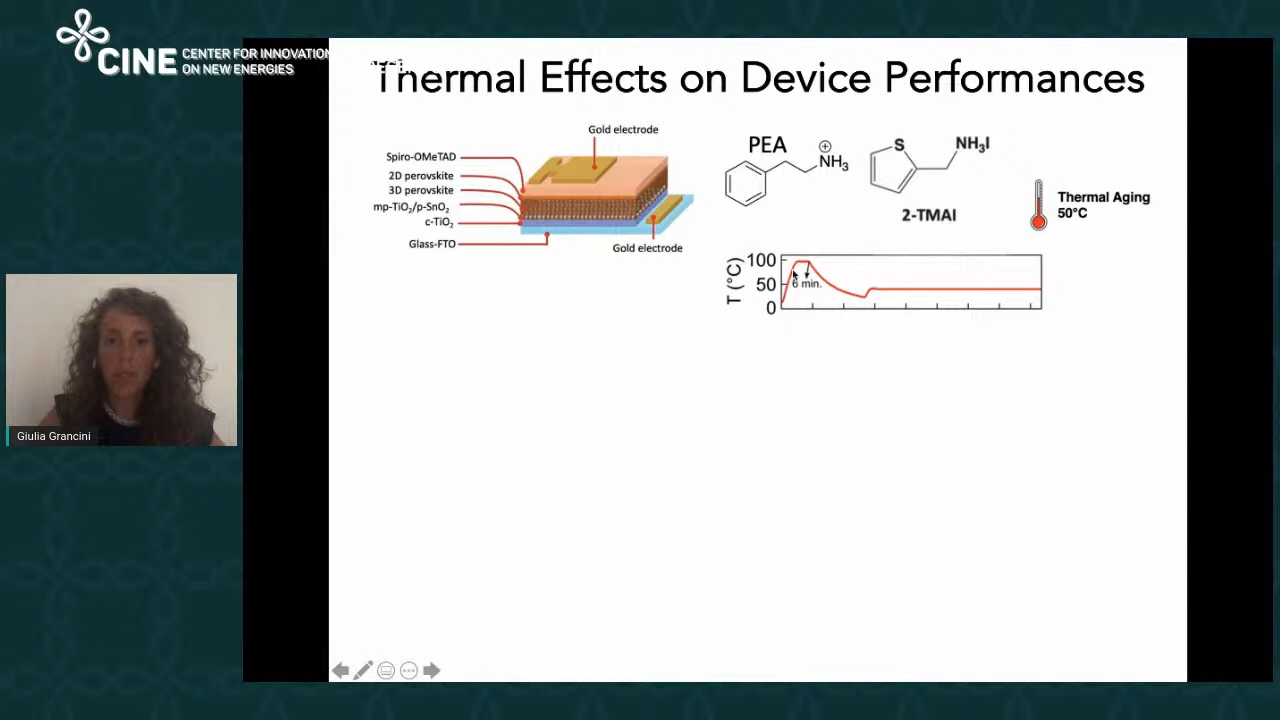 CINE CENTER FOR INNOVATION
ON NEW ENERGIES
Thermal Effects on Device Performances
Gold electrode
Spiro-OMeTAD
2D perovskite
3D perovskite
mp-TiO₂/p-SnO₂
c-TiO₂
Glass-FTO
Gold electrode
PEA
NH₃
S
NH₃I
2-TMAI
Thermal Aging
50°C
T (°C)
100
50
0
6 min.
Giulia Grancini